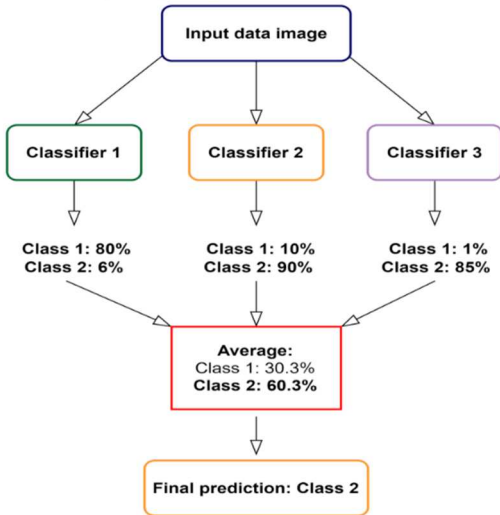 Input data image
Classifier 1
Classifier 2
Classifier 3
Class 1: 80%
Class 2: 6%
Class 1: 10%
Class 2: 90%
Class 1: 1%
Class 2: 85%
Average:
Class 1: 30.3%
Class 2: 60.3%
Final prediction: Class 2